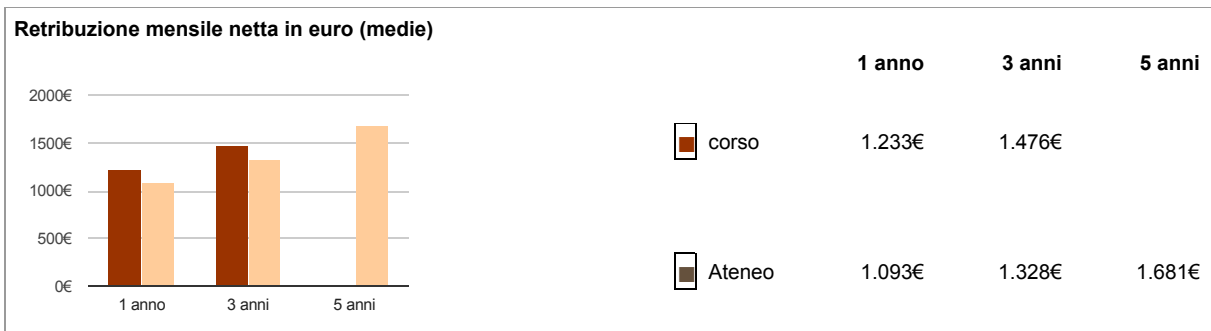 Retribuzione mensile netta in euro (medie)
2000€
1500€
1000€
500€
0€
1 anno 3 anni 5 anni
1 anno 3 anni 5 anni
corso 1.233€ 1.476€
Ateneo 1.093€ 1.328€ 1.681€